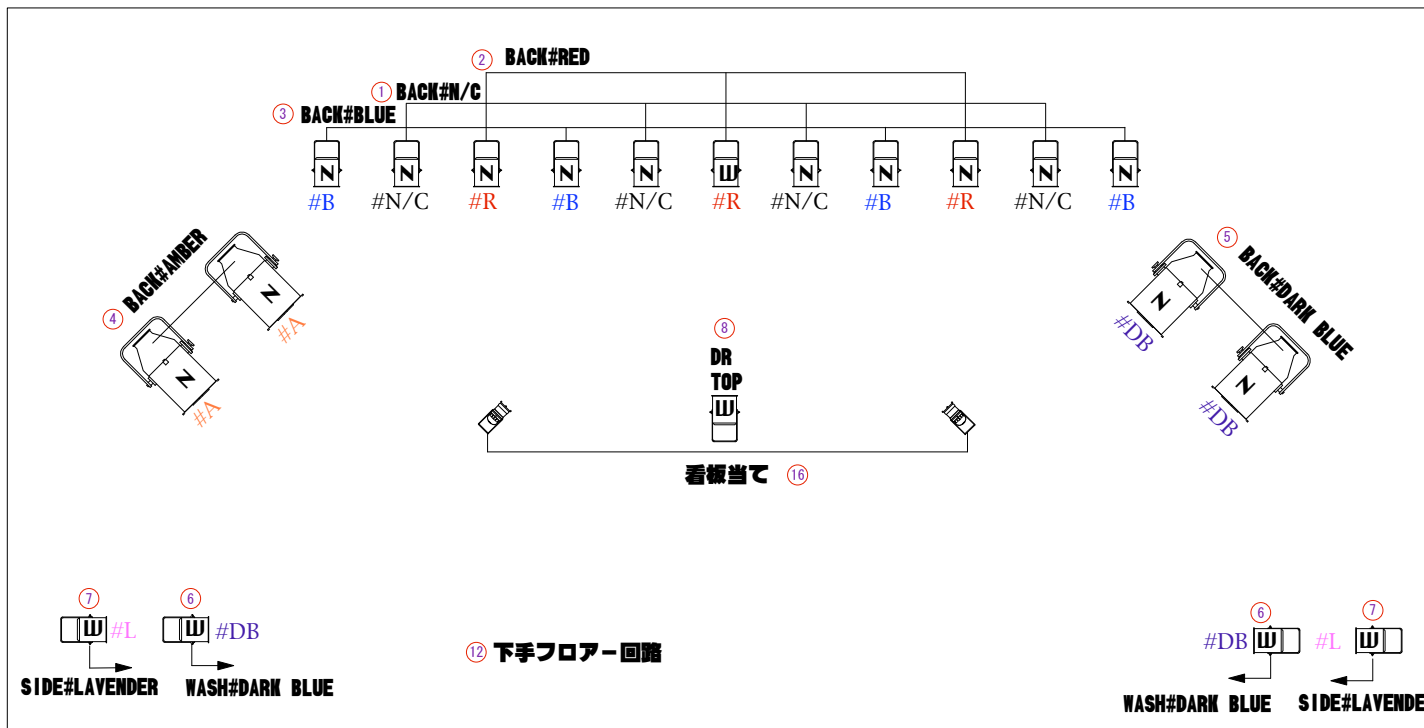 ② BACK#RED
① BACK#N/C
③ BACK#BLUE
N N N N N W N N N N N
#B #N/C #R #B #N/C #R #N/C #B #R #N/C #B
④ BACK#AMBER
N
#A
N
#A
⑤ BACK#DARK BLUE
N
#DB
N
#DB
⑧
DR
TOP
W
看板当て ⑯
⑦ ⑥
W #L W #DB
SIDE#LAVENDER WASH#DARK BLUE
⑫ 下手フロアー回路
⑥ ⑦
#DB W #L W
WASH#DARK BLUE SIDE#LAVENDE